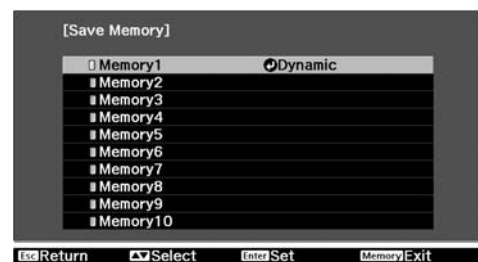 [Save Memory]
Memory1 Dynamic
Memory2
Memory3
Memory4
Memory5
Memory6
Memory7
Memory8
Memory9
Memory10
Esc Return Select Enter Set Memory Exit